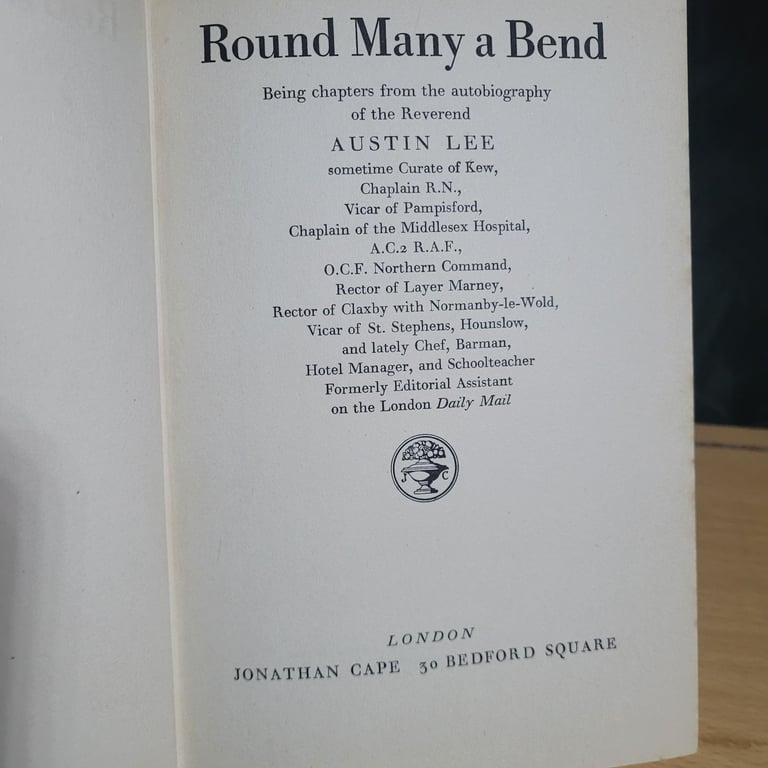 Round Many a Bend
Being chapters from the autobiography
of the Reverend
AUSTIN LEE
sometime Curate of Kew,
Chaplain R.N.,
Vicar of Pampisford,
Chaplain of the Middlesex Hospital,
A.C.2 R.A.F.,
O.C.F. Northern Command,
Rector of Layer Marney,
Rector of Claxby with Normanby-le-Wold,
Vicar of St. Stephens, Hounslow,
and lately Chef, Barman,
Hotel Manager, and Schoolteacher
Formerly Editorial Assistant
on the London Daily Mail
J C
LONDON
JONATHAN CAPE 30 BEDFORD SQUARE